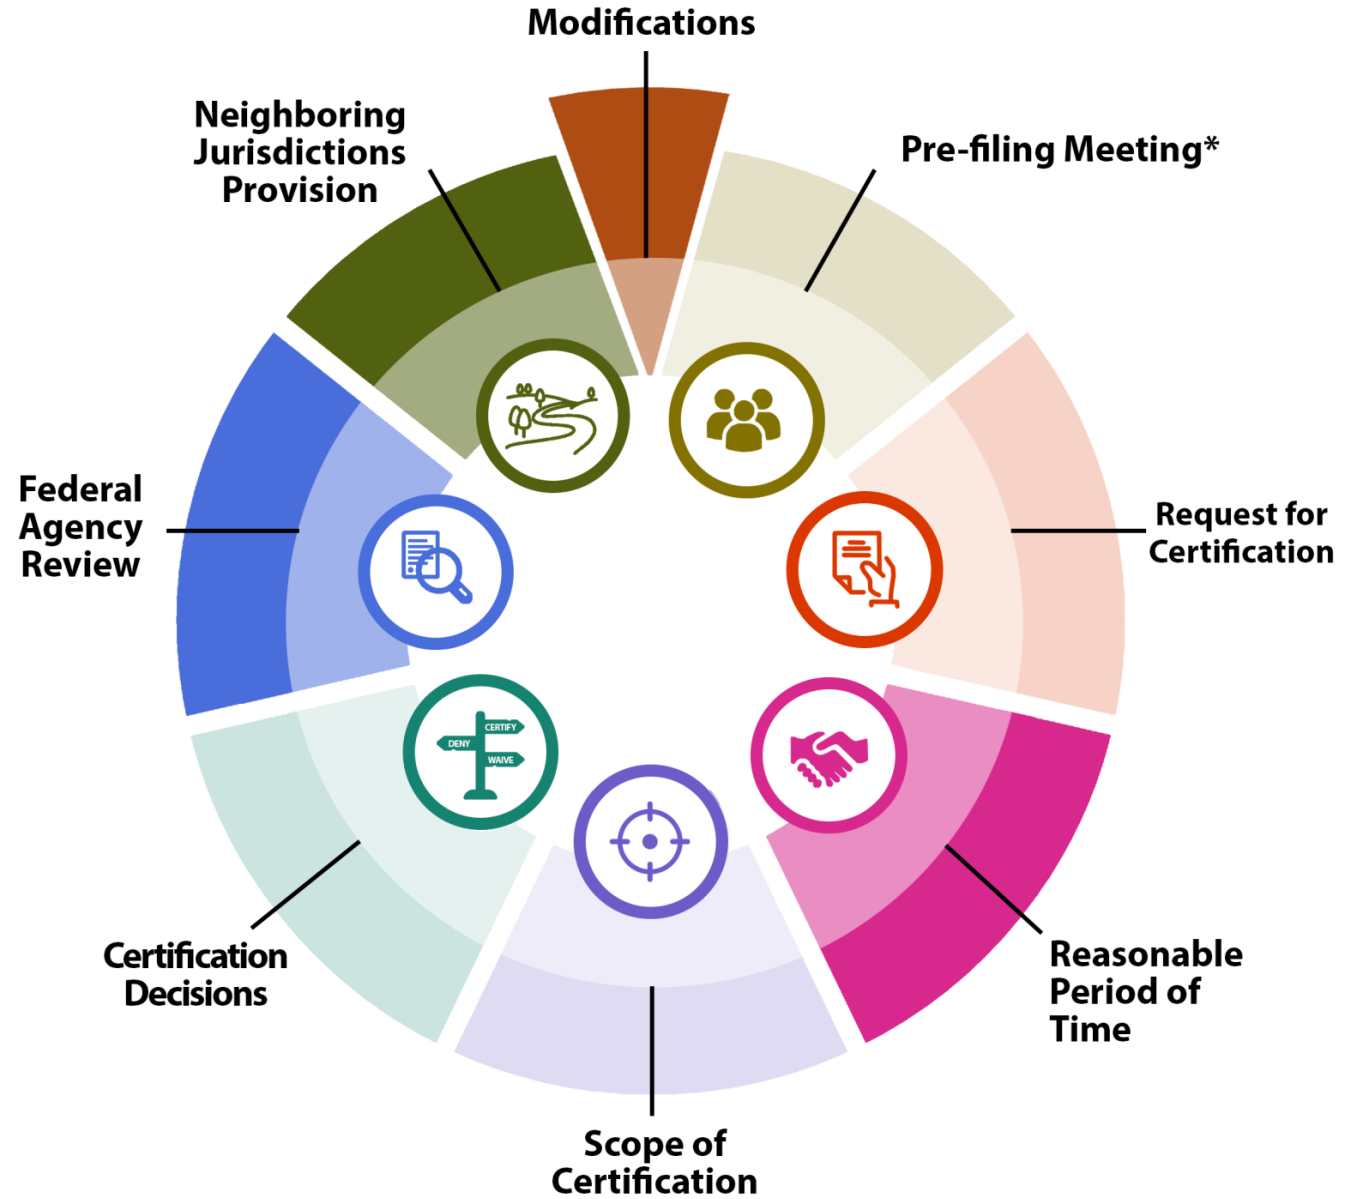 Modifications
Neighboring
Jurisdictions
Provision
Pre-filing Meeting*
Federal
Agency
Review
Request for
Certification
CERTIFY
DENY
WAIVE
Certification
Decisions
Reasonable
Period of
Time
Scope of
Certification